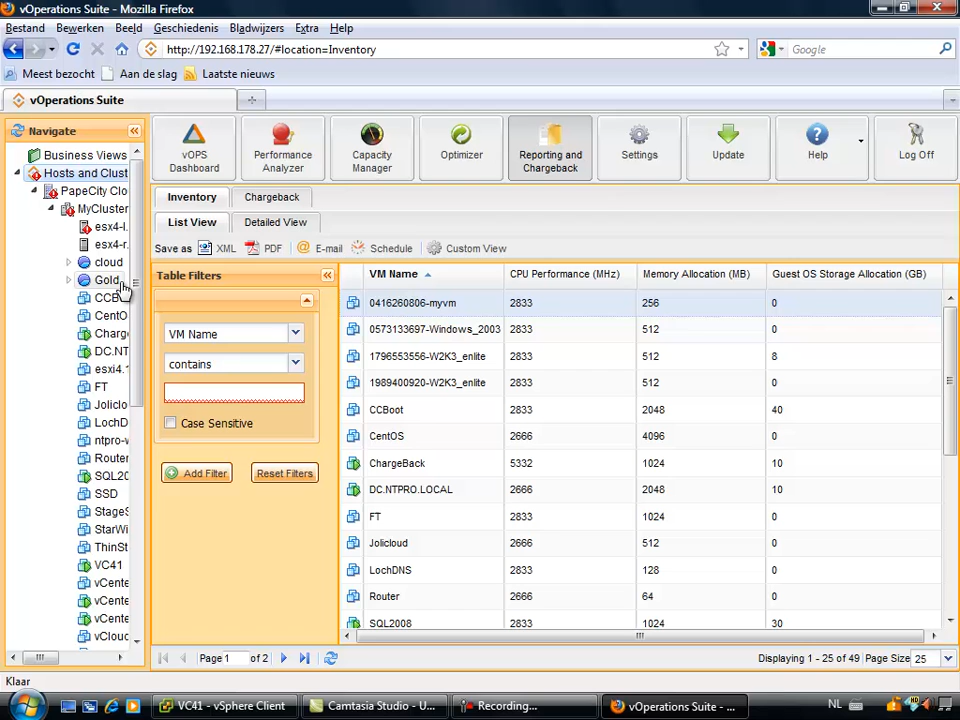 vOperations Suite - Mozilla Firefox
Bestand Bewerken Beeld Geschiedenis Bladwijzers Extra Help
http://192.168.178.27/#location=Inventory
Google
Meest bezocht Aan de slag Laatste nieuws
vOperations Suite
Navigate
Business Views
Hosts and Clust
PapeCity Clo
MyCluster
esx4-l.
esx4-r.
cloud
Gold
CCB
CentO
Charg
DC.NT
esxi4.1
FT
Joliclo
LochD
ntpro-v
Router
SQL20
SSD
StageS
StarWi
ThinSt
VC41
vCente
vCente
vCente
vCloud
vOPS Dashboard
Performance Analyzer
Capacity Manager
Optimizer
Reporting and Chargeback
Settings
Update
Help
Log Off
Inventory Chargeback
List View Detailed View
Save as XML PDF E-mail Schedule Custom View
Table Filters
VM Name
contains
Case Sensitive
Add Filter Reset Filters
VM Name CPU Performance (MHz) Memory Allocation (MB) Guest OS Storage Allocation (GB)
0416260806-myvm 2833 256 0
0573133697-Windows_2003 2833 512 0
1796553556-W2K3_enlite 2833 512 8
1989400920-W2K3_enlite 2833 512 0
CCBoot 2833 2048 40
CentOS 2666 4096 0
ChargeBack 5332 1024 10
DC.NTPRO.LOCAL 2666 2048 10
FT 2833 1024 0
Jolicloud 2666 512 0
LochDNS 2833 128 0
Router 2666 64 0
SQL2008 2833 1024 30
Page 1 of 2
Displaying 1 - 25 of 49 Page Size 25
Klaar
VC41 - vSphere Client
Camtasia Studio - U...
Recording...
vOperations Suite - ...
NL